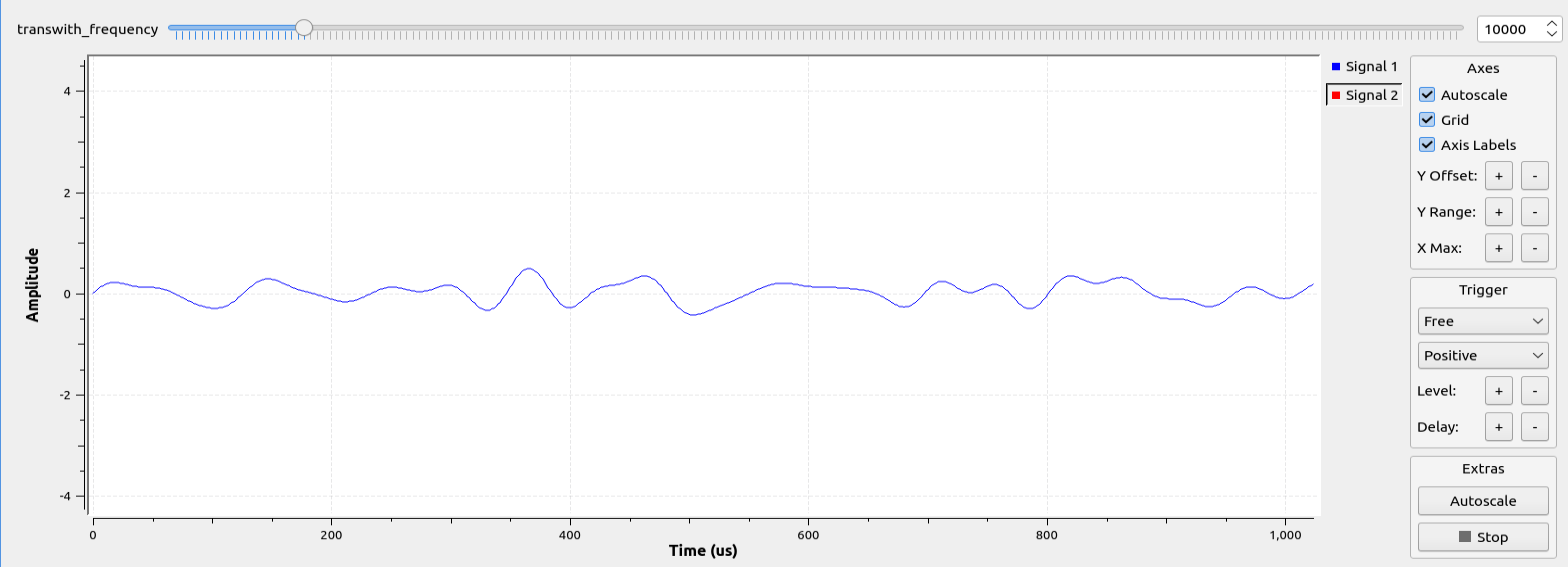 transwith_frequency
10000
Signal 1
Signal 2
Axes
Autoscale
Grid
Axis Labels
Y Offset: + -
Y Range: + -
X Max: + -
Trigger
Free
Positive
Level: + -
Delay: + -
Extras
Autoscale
Stop
Amplitude
4
2
0
-2
-4
0 200 400 600 800 1,000
Time (us)